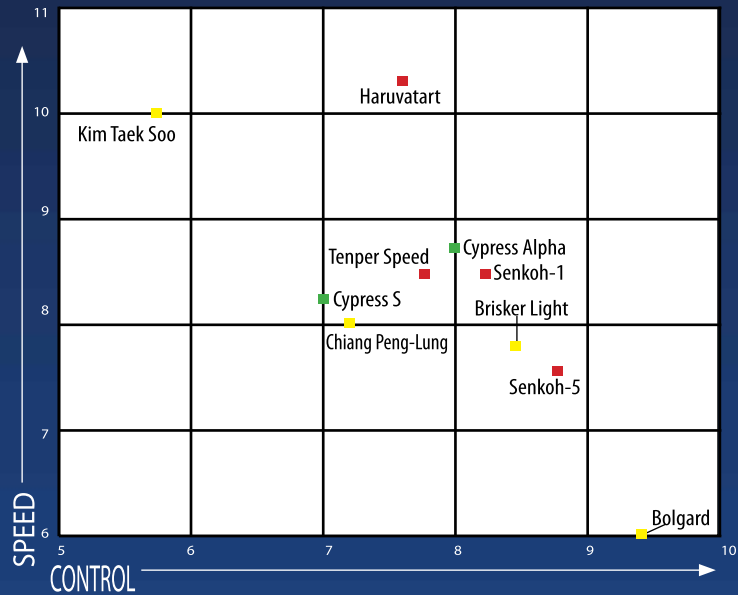 11
Haruvatart
10
Kim Taek Soo
9
Tenper Speed
Cypress Alpha
Senkoh-1
Cypress S
Brisker Light
8
Chiang Peng-Lung
Senkoh-5
7
Bolgard
6
SPEED
5 6 7 8 9 10
CONTROL